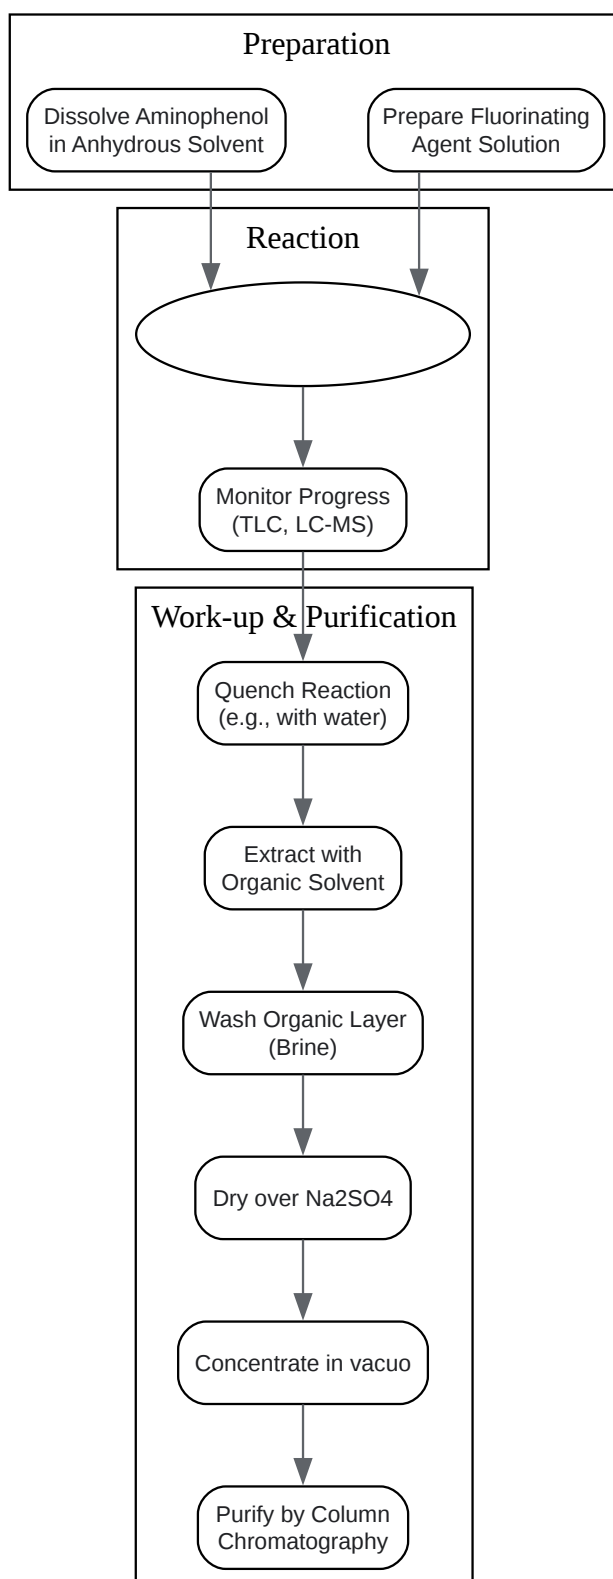 Preparation
Dissolve Aminophenol
in Anhydrous Solvent
Prepare Fluorinating
Agent Solution
Reaction
Monitor Progress
(TLC, LC-MS)
Work-up & Purification
Quench Reaction
(e.g., with water)
Extract with
Organic Solvent
Wash Organic Layer
(Brine)
Dry over Na2SO4
Concentrate in vacuo
Purify by Column
Chromatography